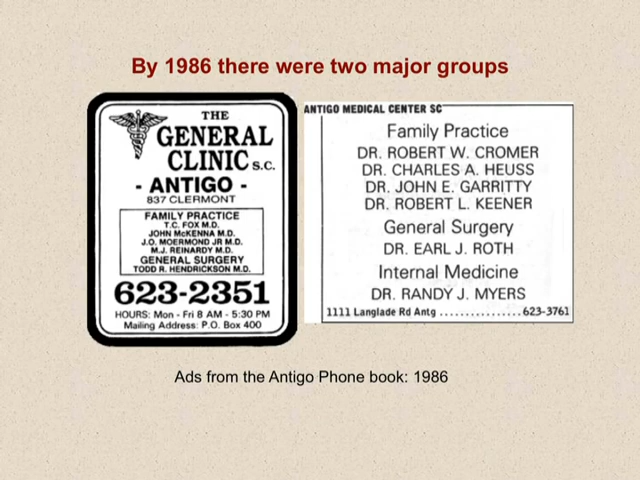 By 1986 there were two major groups
THE
GENERAL
CLINIC S.C.
- ANTIGO -
837 CLERMONT
FAMILY PRACTICE
T.C. FOX M.D.
JOHN McKENNA M.D.
J.O. MOERMOND JR M.D.
M.J. REINARDY M.D.
GENERAL SURGERY
TODD R. HENDRICKSON M.D.
623-2351
HOURS: Mon - Fri 8 AM - 5:30 PM
Mailing Address: P.O. Box 400
ANTIGO MEDICAL CENTER SC
Family Practice
DR. ROBERT W. CROMER
DR. CHARLES A. HEUSS
DR. JOHN E. GARRITTY
DR. ROBERT L. KEENER
General Surgery
DR. EARL J. ROTH
Internal Medicine
DR. RANDY J. MYERS
1111 Langlade Rd Antg ................623-3761
Ads from the Antigo Phone book: 1986